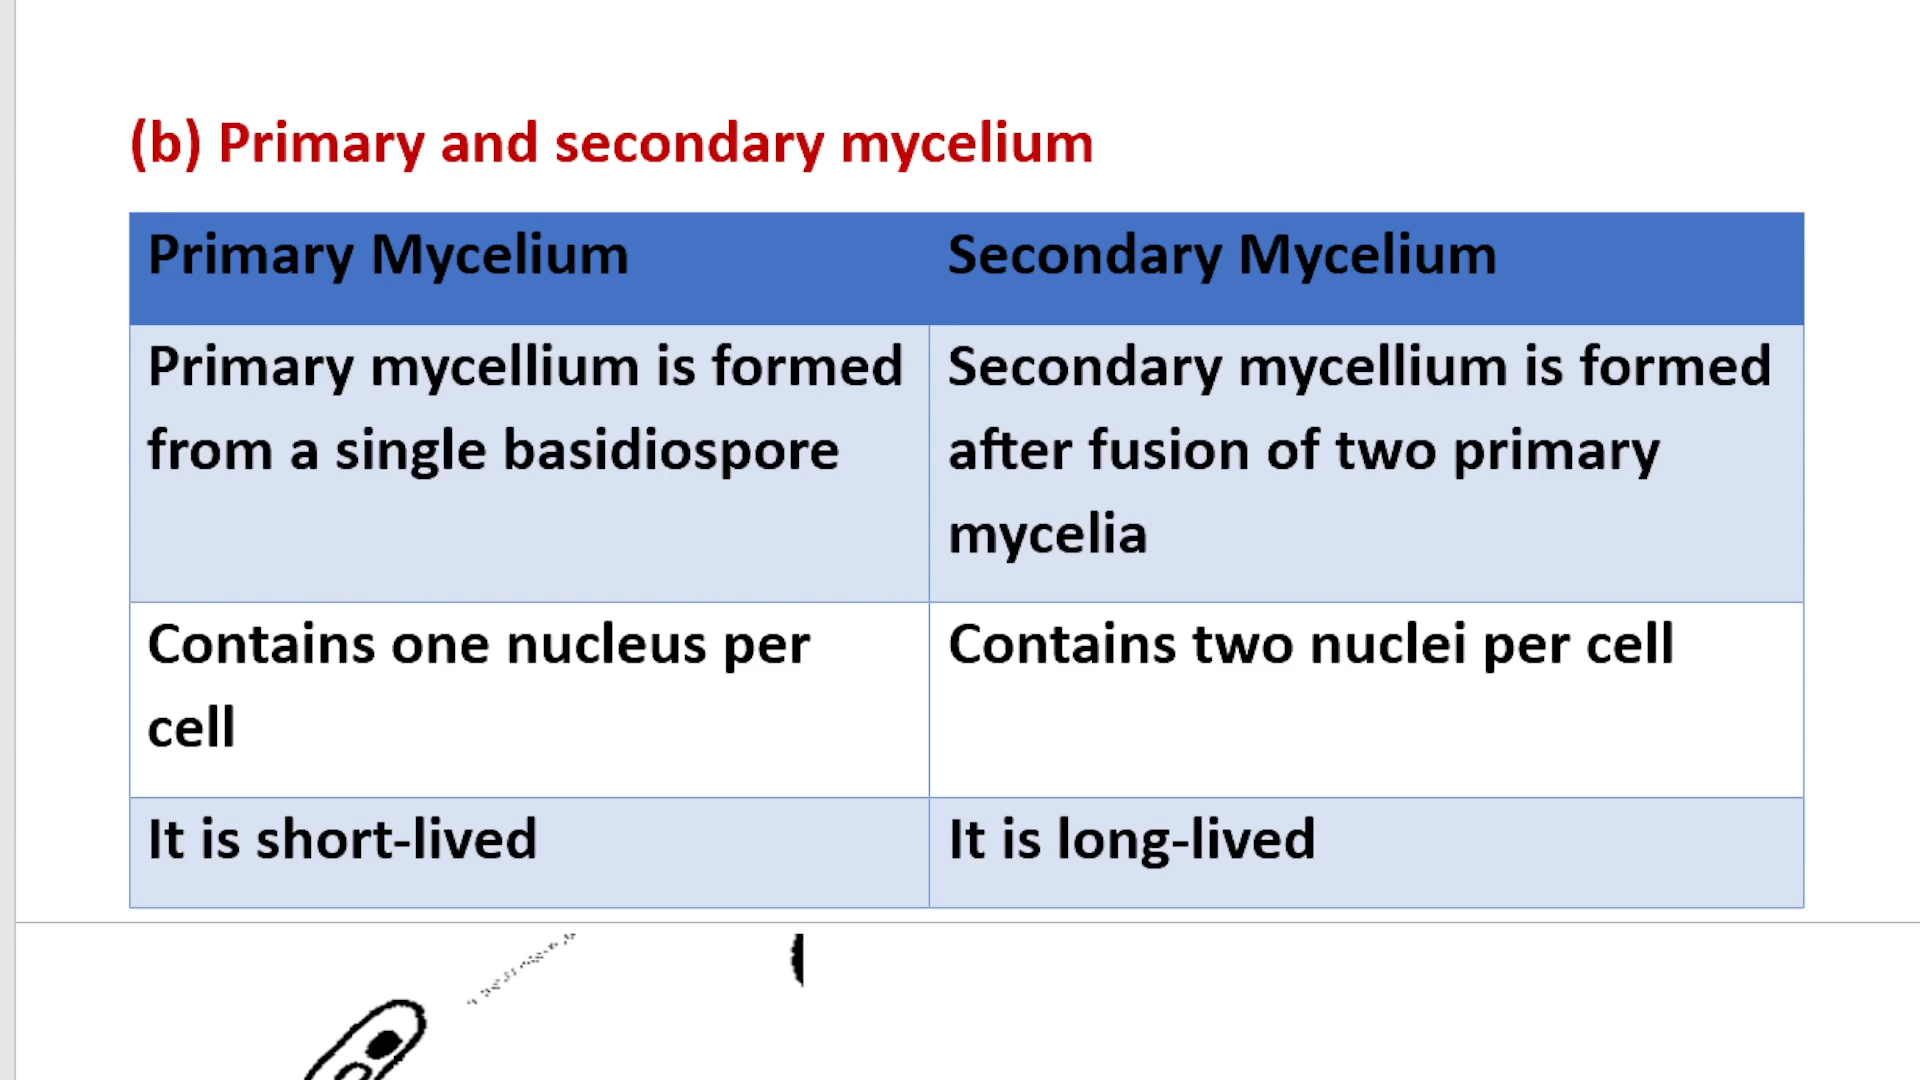 (b) Primary and secondary mycelium
Primary Mycelium
Secondary Mycelium
Primary mycellium is formed
from a single basidiospore
Secondary mycellium is formed
after fusion of two primary
mycelia
Contains one nucleus per
cell
Contains two nuclei per cell
It is short-lived
It is long-lived